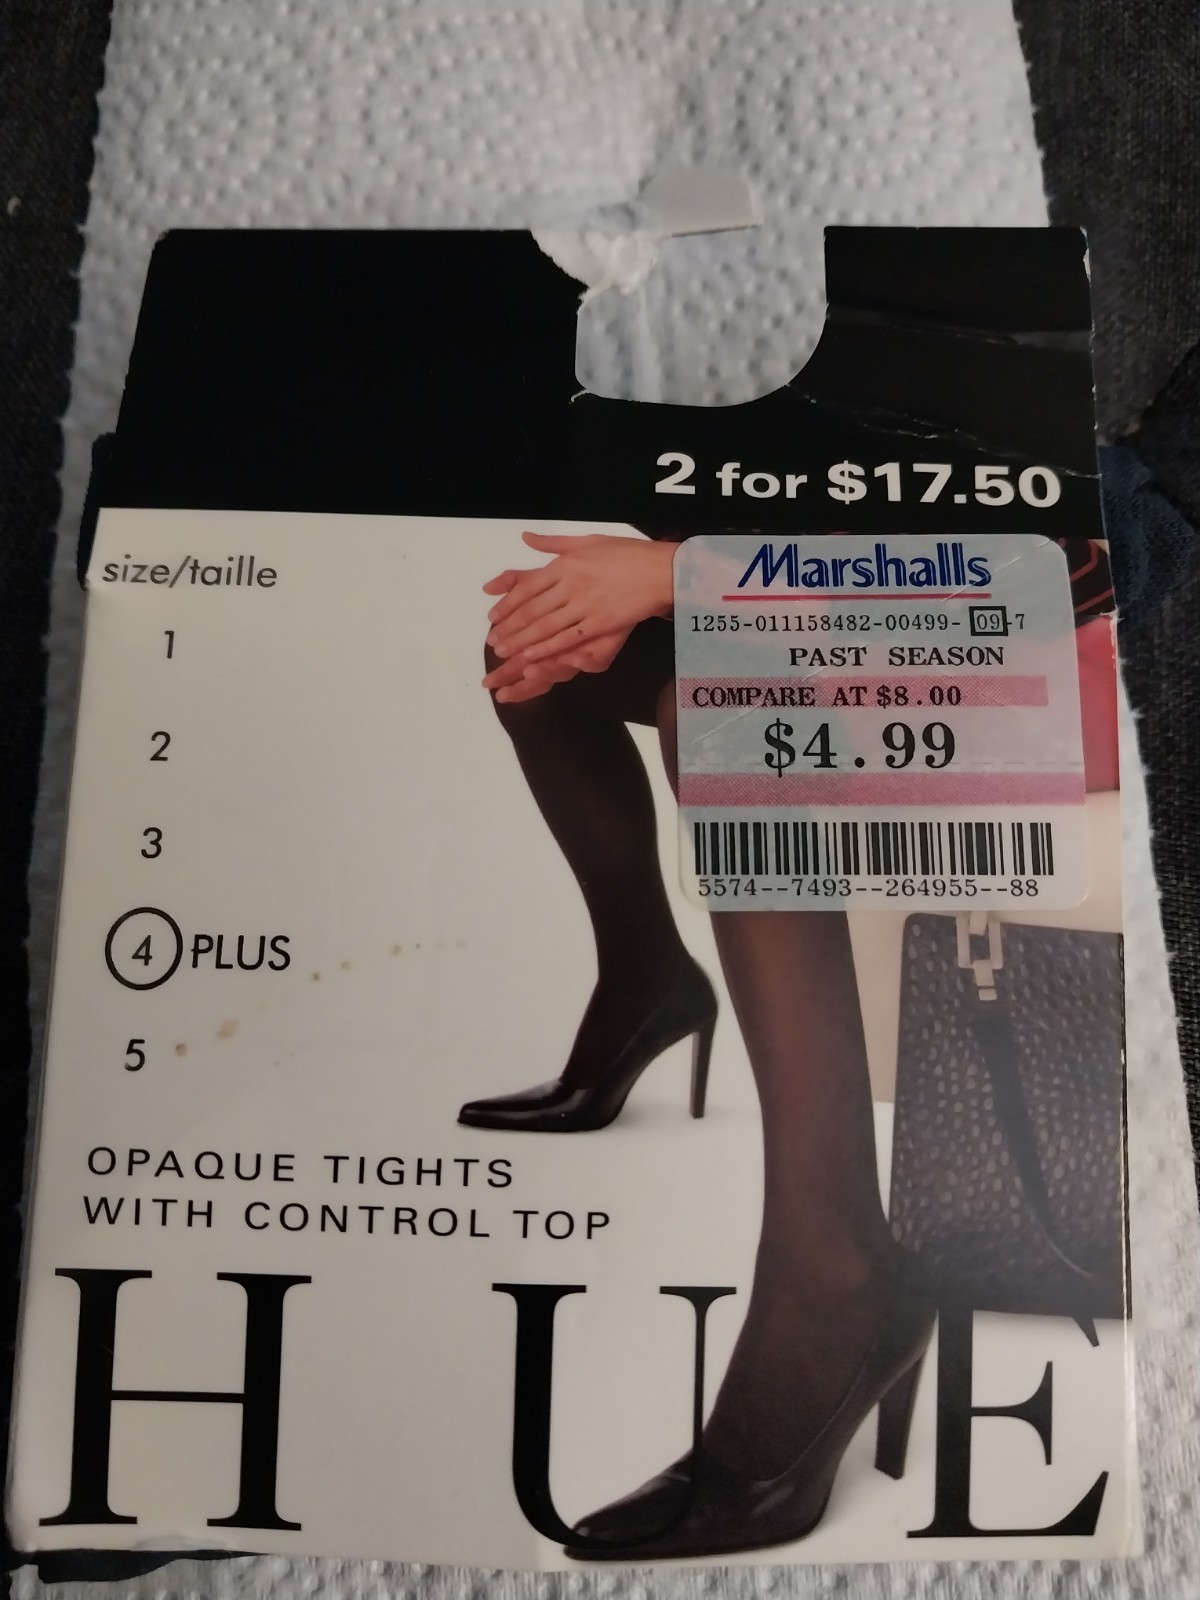 2 for $17.50
size/taille
1
2
3
4 PLUS
5
Marshalls
1255-011158482-00499- 09-7
PAST SEASON
COMPARE AT $8.00
$4.99
5574--7493--264955--88
OPAQUE TIGHTS
WITH CONTROL TOP
HUE